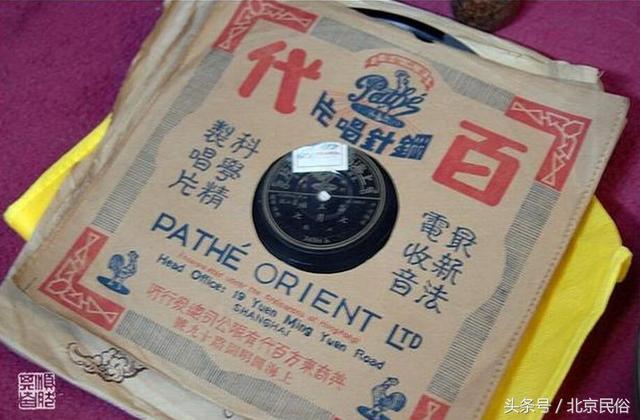 百代
Pathé
鋼針唱片
最新法
電收音
科學精
製唱片
PATHÉ ORIENT LTD
Head Office: 19 Yuen Ming Yuen Road
SHANGHAI
英商東方百代有限公司總發行所
上海圓明園路十九號
头条号 / 北京民俗